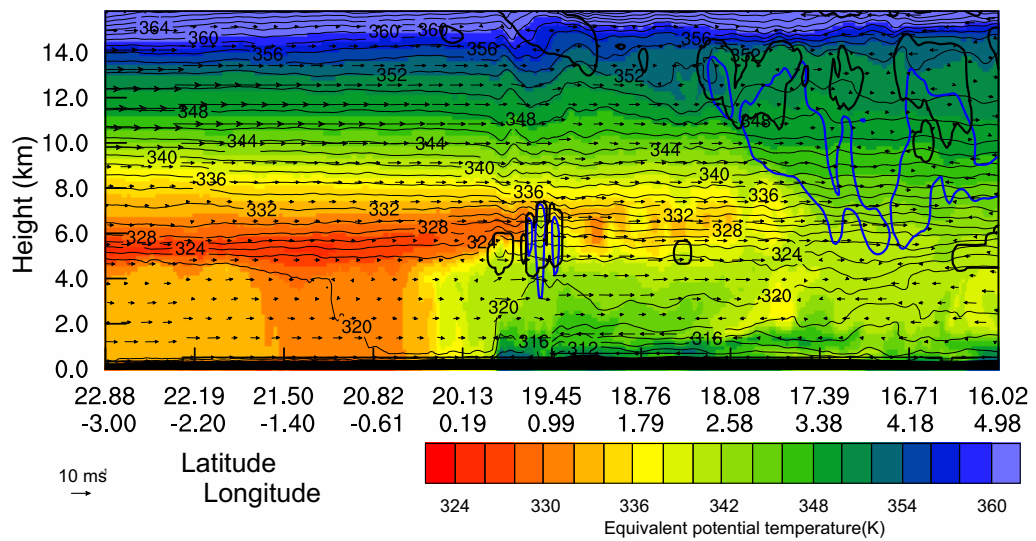 14.0
12.0
10.0
8.0
6.0
4.0
2.0
0.0
Height (km)
364 360 360 356
356 356
352 352 352
348 348 348
344 344
340 340 340
336 336 336
332 332 332
328 328 328
324 324 324
320 320 320
316 312 316
22.88 22.19 21.50 20.82 20.13 19.45 18.76 18.08 17.39 16.71 16.02
-3.00 -2.20 -1.40 -0.61 0.19 0.99 1.79 2.58 3.38 4.18 4.98
Latitude
Longitude
10 ms-1
324 330 336 342 348 354 360
Equivalent potential temperature(K)